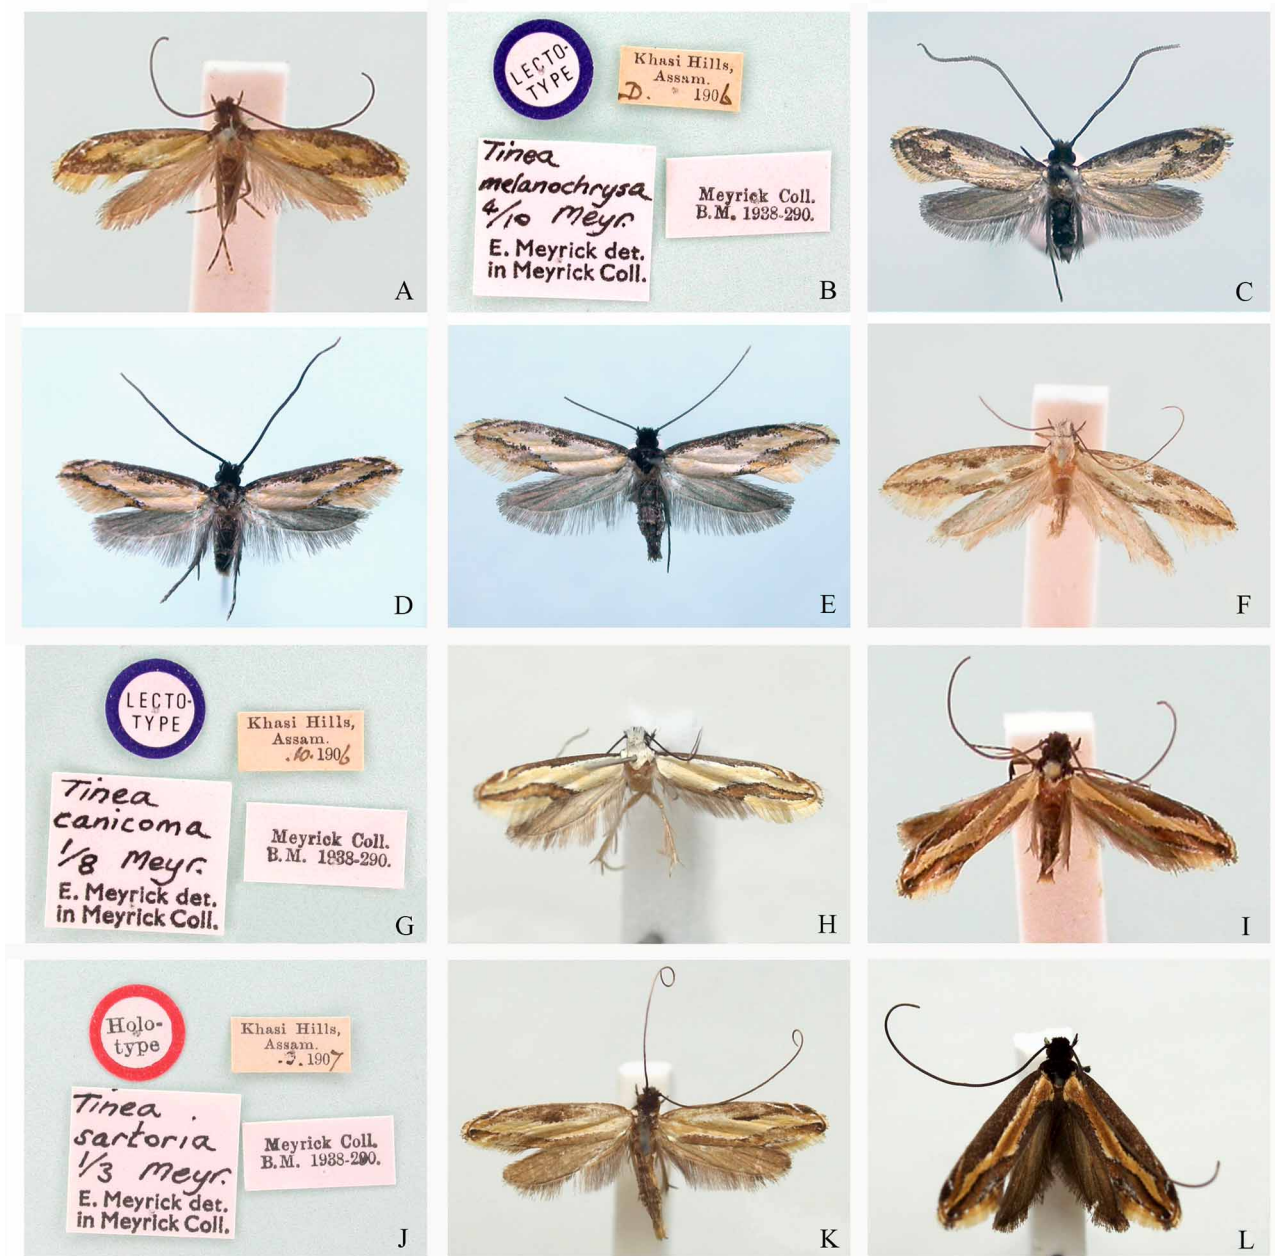 A
LECTO-
TYPE
Khasi Hills,
Assam.
D. 1906
Tinea
melanochrysa
4/10 Meyr.
E. Meyrick det.
in Meyrick Coll.
Meyrick Coll.
B.M. 1938-290.
B
C
D
E
F
LECTO-
TYPE
Khasi Hills,
Assam.
.10.1906
Tinea
canicoma
1/8 Meyr.
E. Meyrick det.
in Meyrick Coll.
Meyrick Coll.
B.M. 1938-290.
G
H
I
Holo-
type
Khasi Hills,
Assam.
.3.1907
Tinea
sartoria
1/3 Meyr.
E. Meyrick det.
in Meyrick Coll.
Meyrick Coll.
B.M. 1938-290.
J
K
L